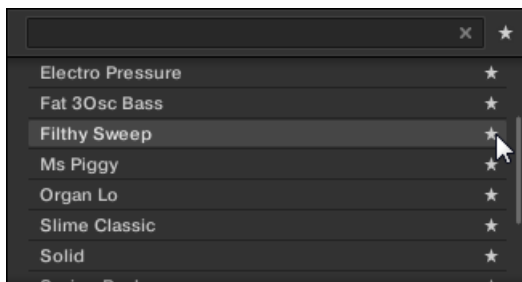 Electro Pressure
Fat 3Osc Bass
Filthy Sweep
Ms Piggy
Organ Lo
Slime Classic
Solid